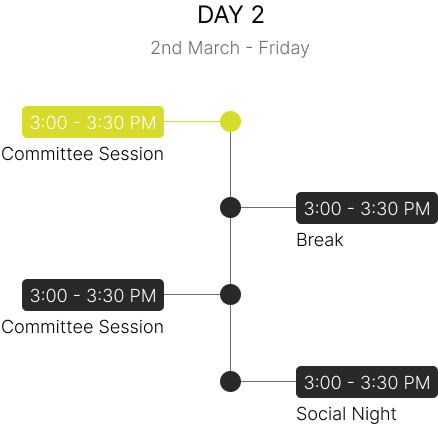 DAY 2
2nd March - Friday
3:00 - 3:30 PM
Committee Session
3:00 - 3:30 PM
Break
3:00 - 3:30 PM
Committee Session
3:00 - 3:30 PM
Social Night